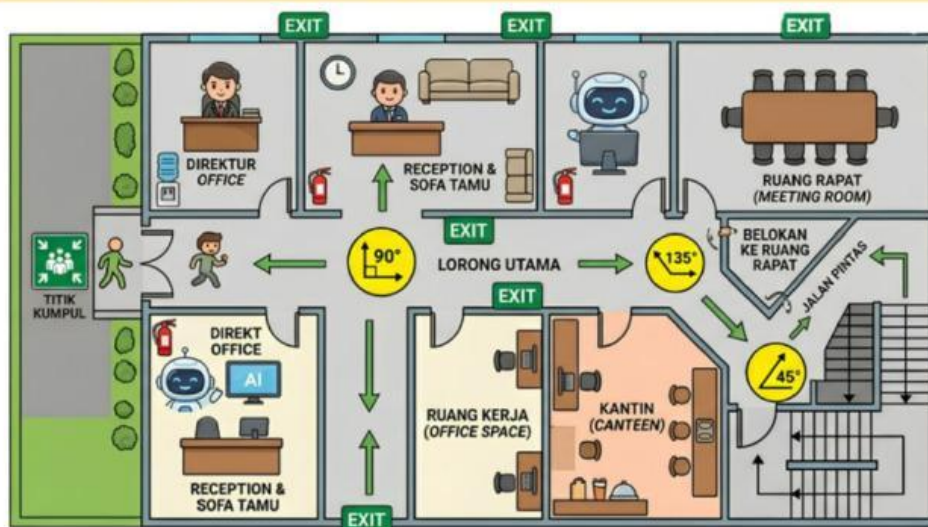 EXIT
EXIT
EXIT
DIREKTUR
OFFICE
RECEPTION &
SOFA TAMU
RUANG RAPAT
(MEETING ROOM)
EXIT
BELOKAN
KE RUANG
RAPAT
90°
LORONG UTAMA
135°
JALAN PINTAS
TITIK
KUMPUL
EXIT
DIREKT
OFFICE
AI
45°
RUANG KERJA
(OFFICE SPACE)
KANTIN
(CANTEEN)
RECEPTION &
SOFA TAMU
EXIT